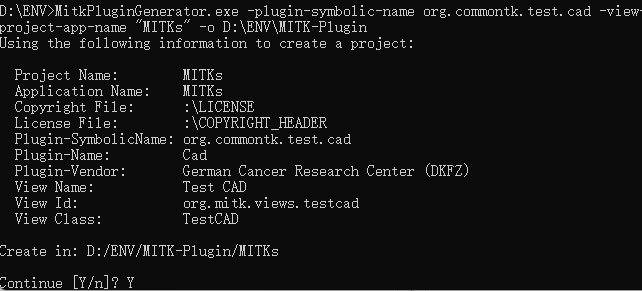 D:\ENV>MitkPluginGenerator.exe -plugin-symbolic-name org.commontk.test.cad -view-
project-app-name "MITKs" -o D:\ENV\MITK-Plugin
Using the following information to create a project:
Project Name: MITKs
Application Name: MITKs
Copyright File: :\LICENSE
License File: :\COPYRIGHT_HEADER
Plugin-SymbolicName: org.commontk.test.cad
Plugin-Name: Cad
Plugin-Vendor: German Cancer Research Center (DKFZ)
View Name: Test CAD
View Id: org.mitk.views.testcad
View Class: TestCAD
Create in: D:/ENV/MITK-Plugin/MITKs
Continue [Y/n]? Y